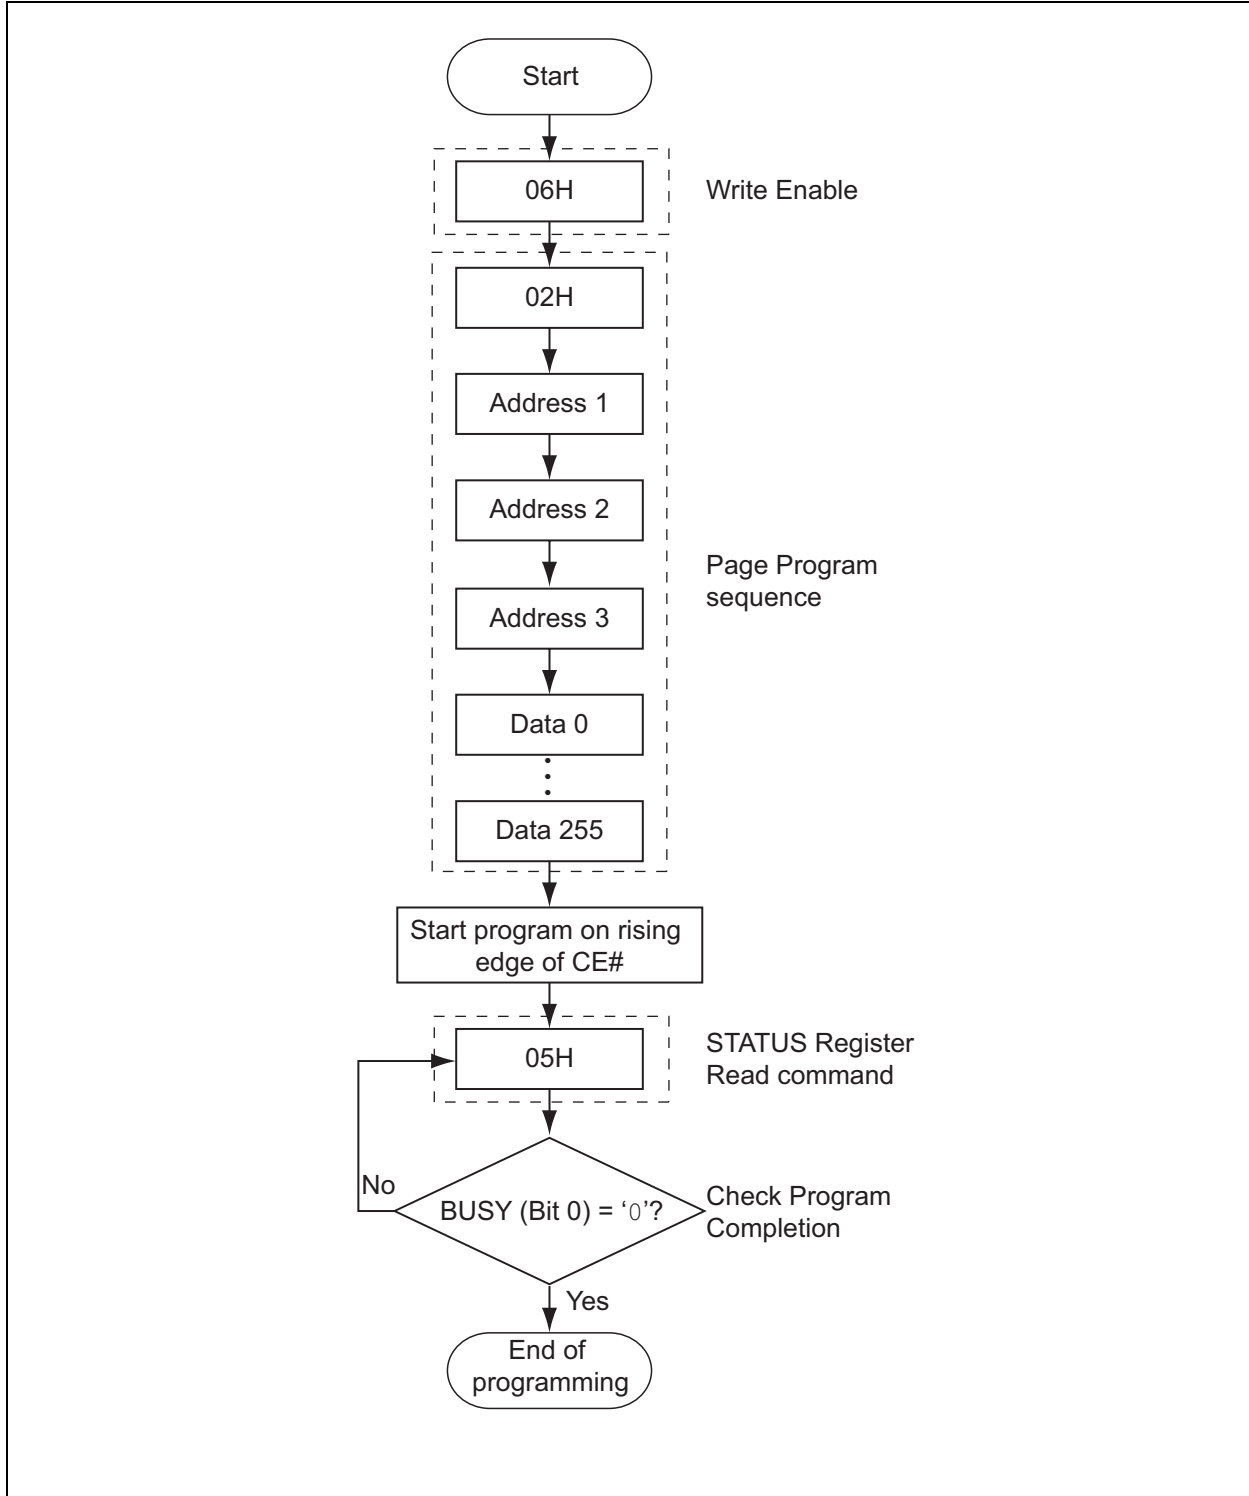 Start
06H
Write Enable
02H
Address 1
Address 2
Address 3
Page Program
sequence
Data 0
Data 255
Start program on rising
edge of CE#
05H
STATUS Register
Read command
No
BUSY (Bit 0) = ‘0’?
Check Program
Completion
Yes
End of
programming